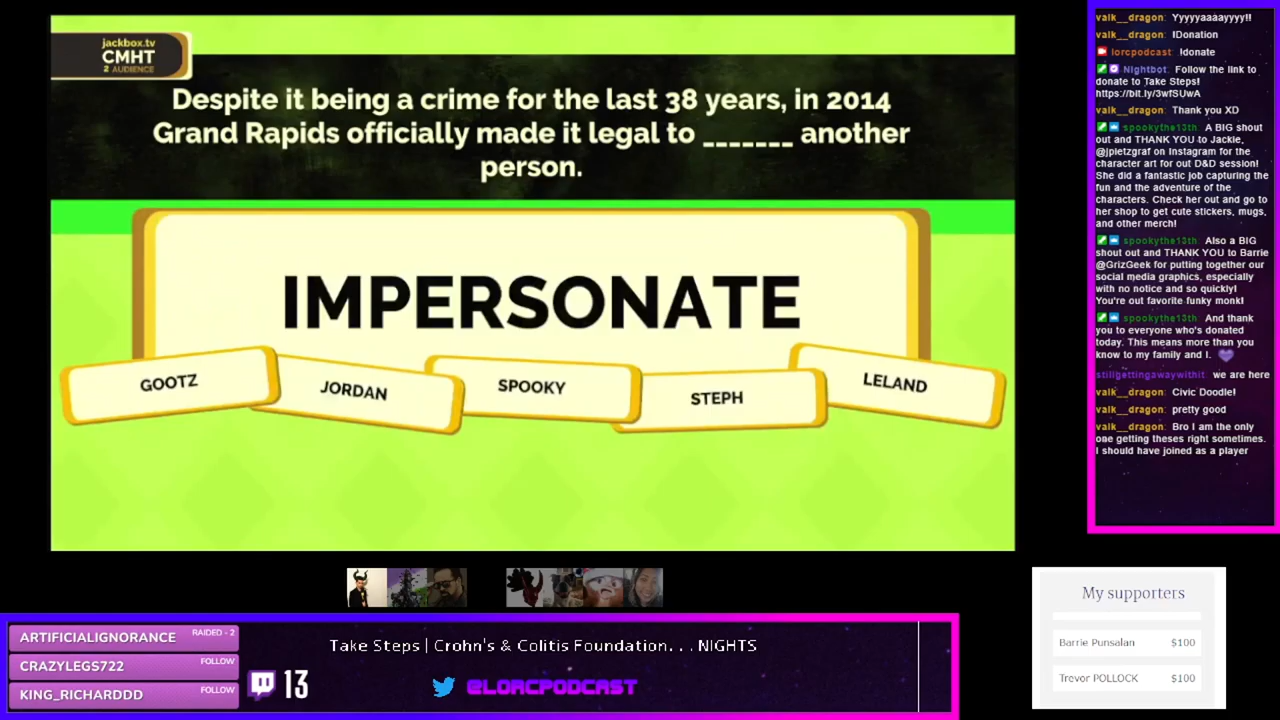 jackbox.tv
CMHT
2 AUDIENCE
Despite it being a crime for the last 38 years, in 2014
Grand Rapids officially made it legal to _______ another
person.
IMPERSONATE
GOOTZ
JORDAN
SPOOKY
STEPH
LELAND
valk__dragon: Yyyyyaaaayyyy!!
valk__dragon: !Donation
lorcpodcast: !donate
Nightbot: Follow the link to
donate to Take Steps!
https://bit.ly/3wfSUwA
valk__dragon: Thank you XD
spookythe13th: A BIG shout
out and THANK YOU to Jackie,
@jpietzgraf on Instagram for the
character art for out D&D session!
She did a fantastic job capturing the
fun and the adventure of the
characters. Check her out and go to
her shop to get cute stickers, mugs,
and other merch!
spookythe13th: Also a BIG
shout out and THANK YOU to Barrie
@GrizGeek for putting together our
social media graphics, especially
with no notice and so quickly!
You're out favorite funky monk!
spookythe13th: And thank
you to everyone who's donated
today. This means more than you
know to my family and I.
stillgettingawaywithit: we are here
valk__dragon: Civic Doodle!
valk__dragon: pretty good
valk__dragon: Bro I am the only
one getting theses right sometimes.
I should have joined as a player
ARTIFICIALIGNORANCE RAIDED - 2
CRAZYLEGS722 FOLLOW
KING_RICHARDDD FOLLOW
13
Take Steps | Crohn's & Colitis Foundation. . . NIGHTS
@LORCPODCAST
My supporters
Barrie Punsalan $100
Trevor POLLOCK $100